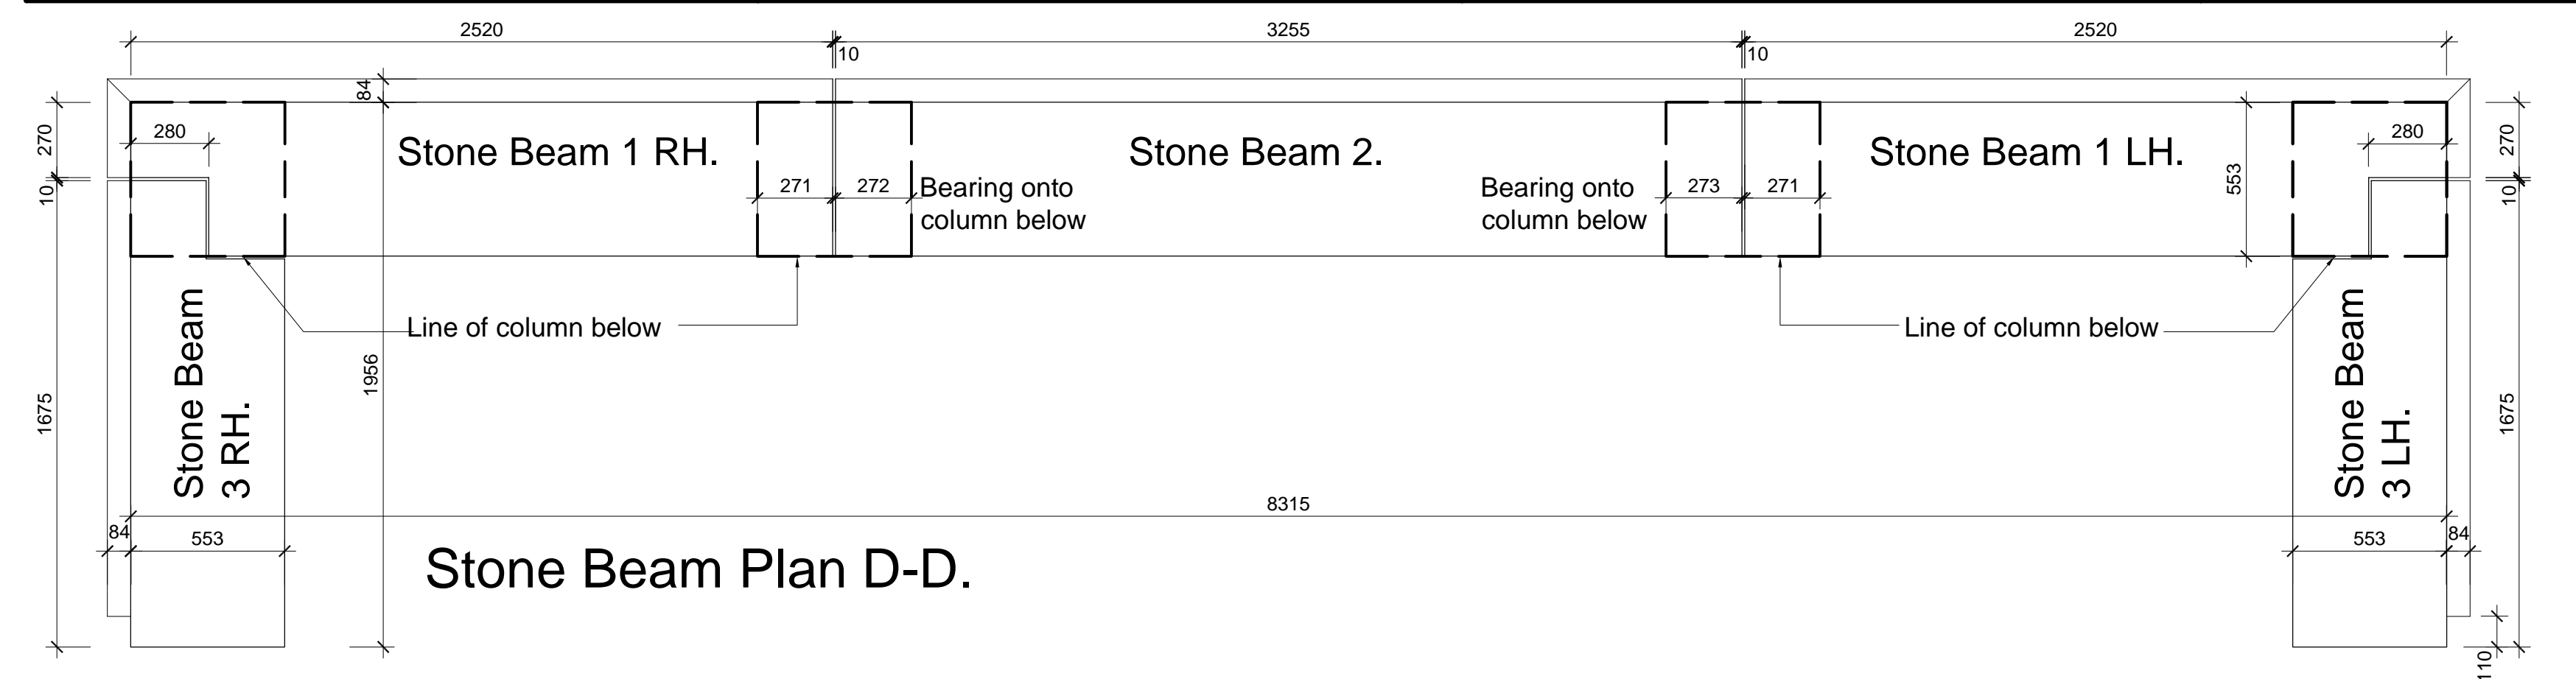 2520
3255
2520
10
10
84
270
280
Stone Beam 1 RH.
Stone Beam 2.
Stone Beam 1 LH.
280
270
10
271
272
Bearing onto
column below
Bearing onto
column below
273
271
553
10
Line of column below
Line of column below
Stone Beam
3 RH.
1956
1675
Stone Beam
3 LH.
1675
8315
84
553
553
84
Stone Beam Plan D-D.
110